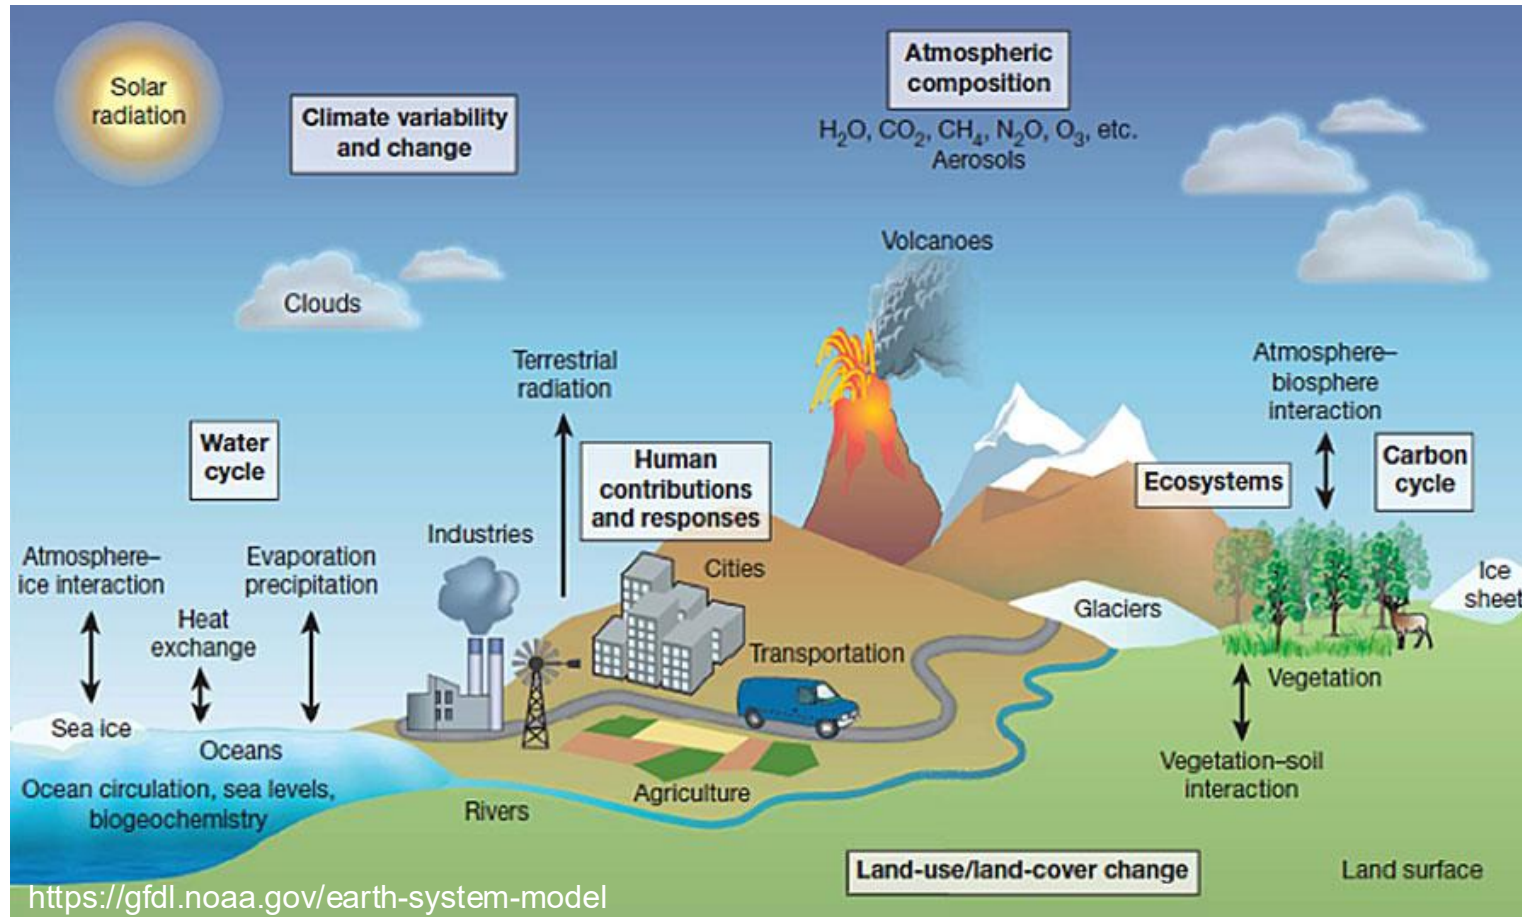 Solar
radiation
Climate variability
and change
Atmospheric
composition
H₂O, CO₂, CH₄, N₂O, O₃, etc.
Aerosols
Volcanoes
Clouds
Terrestrial
radiation
Atmosphere–
biosphere
interaction
Water
cycle
Human
contributions
and responses
Ecosystems
Carbon
cycle
Industries
Atmosphere–
ice interaction
Evaporation
precipitation
Heat
exchange
Cities
Glaciers
Ice
sheet
Transportation
Vegetation
Sea ice
Oceans
Ocean circulation, sea levels,
biogeochemistry
Rivers
Agriculture
Vegetation–soil
interaction
Land-use/land-cover change
Land surface
https://gfdl.noaa.gov/earth-system-model